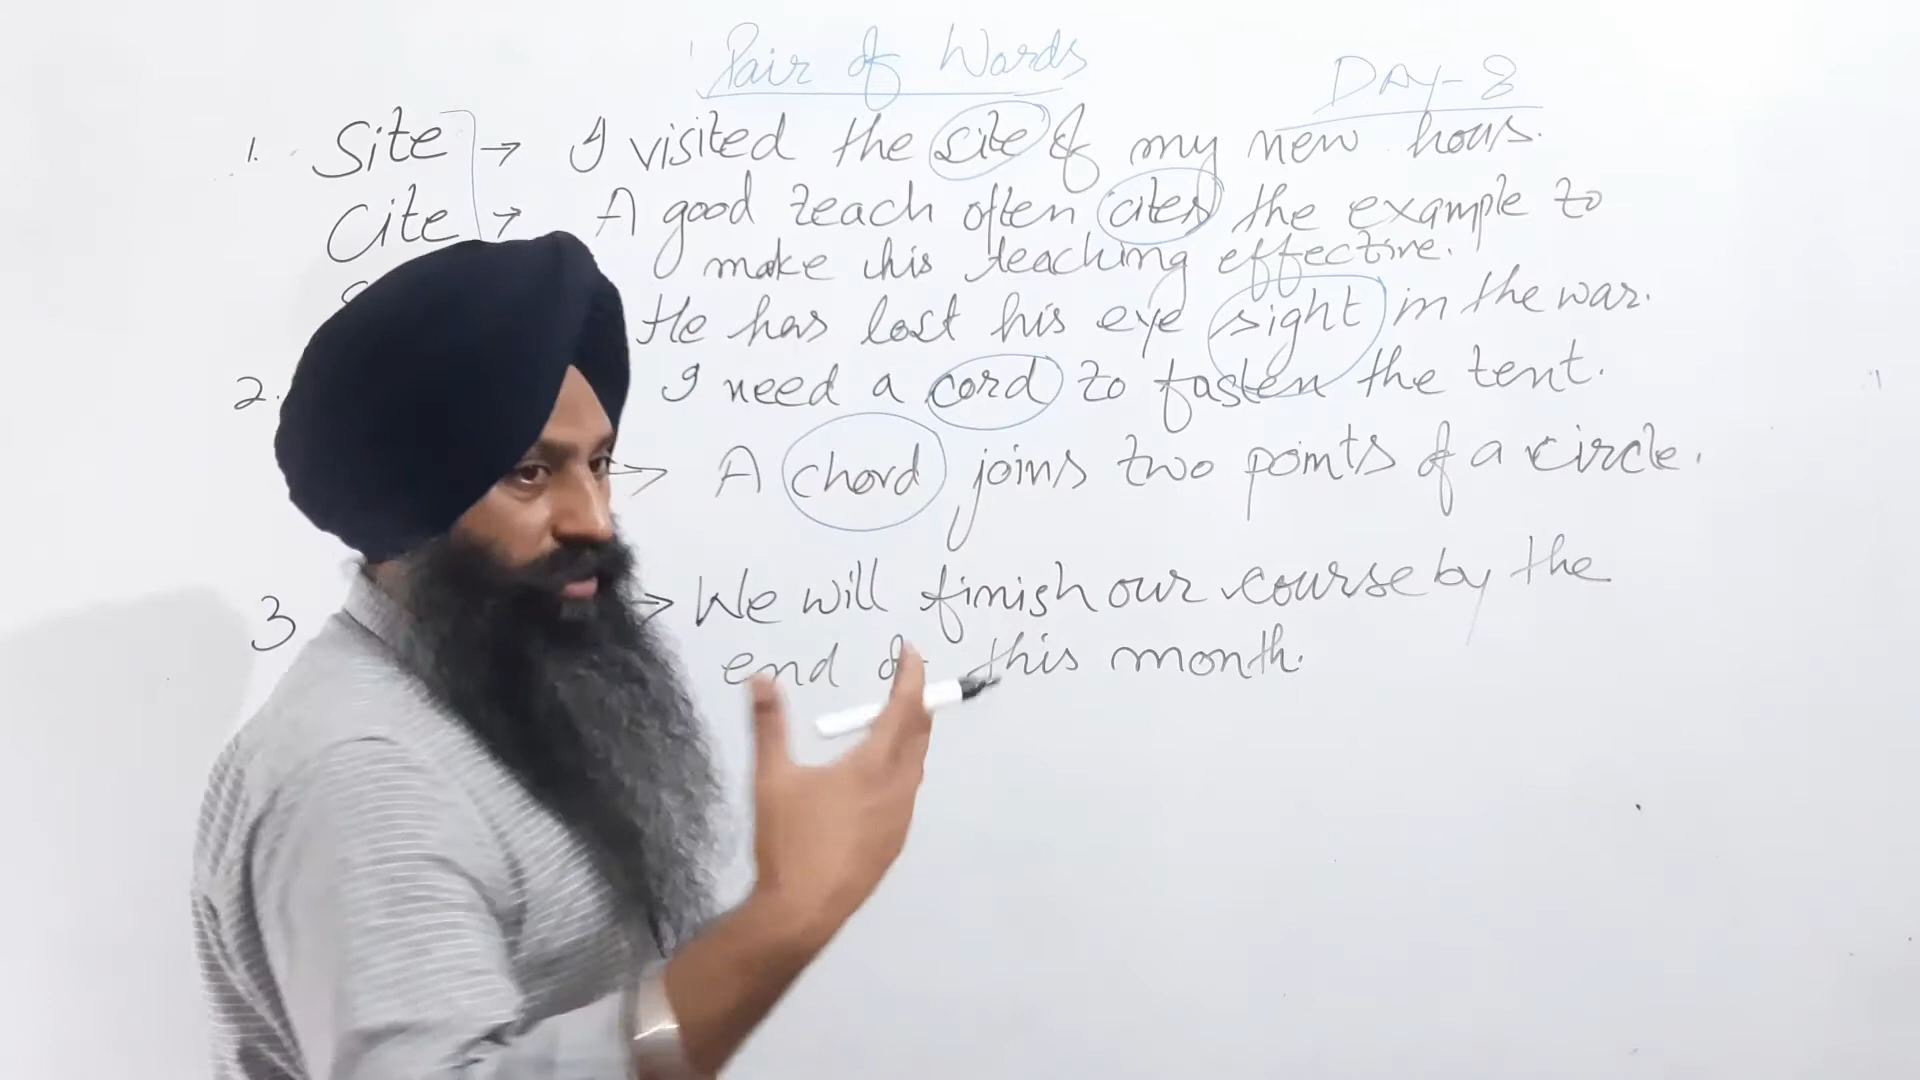 Pair of Words
DAY-8
1. Site → I visited the site of my new hous.
Cite → A good teach often cites the example to
make his teaching effective.
He has lost his eye sight in the war.
2. I need a cord to fasten the tent.
→ A chord joins two points of a circle.
3 → We will finish our course by the
end of this month.